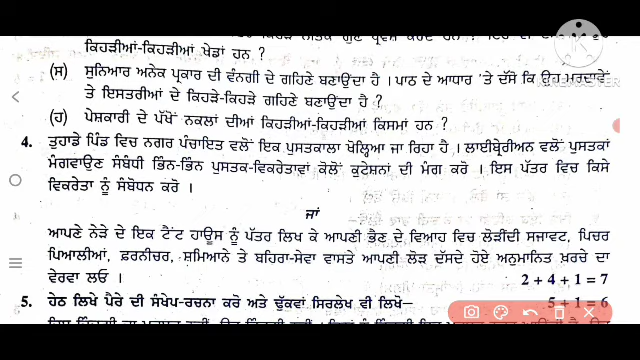 ਕਿਹੜੀਆਂ-ਕਿਹੜੀਆਂ ਖੇਡਾਂ ਹਨ ?
(ਸ) ਸੁਨਿਆਰ ਅਨੇਕ ਪ੍ਰਕਾਰ ਦੀ ਵੰਨਗੀ ਦੇ ਗਹਿਣੇ ਬਣਾਉਂਦਾ ਹੈ । ਪਾਠ ਦੇ ਆਧਾਰ 'ਤੇ ਦੱਸੋ ਕਿ ਉਹ ਮਰਦਾਵੇਂ
ਤੇ ਇਸਤਰੀਆਂ ਦੇ ਕਿਹੜੇ-ਕਿਹੜੇ ਗਹਿਣੇ ਬਣਾਉਂਦਾ ਹੈ ?
(ਹ) ਪੇਸ਼ਕਾਰੀ ਦੇ ਪੱਖੋਂ ਨਕਲਾਂ ਦੀਆਂ ਕਿਹੜੀਆਂ-ਕਿਹੜੀਆਂ ਕਿਸਮਾਂ ਹਨ ?
4. ਤੁਹਾਡੇ ਪਿੰਡ ਵਿਚ ਨਗਰ ਪੰਚਾਇਤ ਵਲੋਂ ਇਕ ਪੁਸਤਕਾਲਾ ਖੋਲ੍ਹਿਆ ਜਾ ਰਿਹਾ ਹੈ । ਲਾਈਬ੍ਰੇਰੀਅਨ ਵਲੋਂ ਪੁਸਤਕਾਂ
ਮੰਗਵਾਉਣ ਸੰਬੰਧੀ ਭਿੰਨ-ਭਿੰਨ ਪੁਸਤਕ-ਵਿਕਰੇਤਾਵਾਂ ਕੋਲੋਂ ਕੁਟੇਸ਼ਨਾਂ ਦੀ ਮੰਗ ਕਰੋ । ਇਸ ਪੱਤਰ ਵਿਚ ਕਿਸੇ
ਵਿਕਰੇਤਾ ਨੂੰ ਸੰਬੋਧਨ ਕਰੋ ।
ਜਾਂ
ਆਪਣੇ ਨੇੜੇ ਦੇ ਇਕ ਟੈਂਟ ਹਾਊਸ ਨੂੰ ਪੱਤਰ ਲਿਖ ਕੇ ਆਪਣੀ ਭੈਣ ਦੇ ਵਿਆਹ ਵਿਚ ਲੋੜੀਂਦੀ ਸਜਾਵਟ, ਪਿਚਰ
ਪਿਆਲੀਆਂ, ਫ਼ਰਨੀਚਰ, ਸ਼ਮਿਆਨੇ ਤੇ ਬਹਿਰਾ-ਸੇਵਾ ਵਾਸਤੇ ਆਪਣੀ ਲੋੜ ਦੱਸਦੇ ਹੋਏ ਅਨੁਮਾਨਿਤ ਖ਼ਰਚੇ ਦਾ
ਵੇਰਵਾ ਲਓ । 2 + 4 + 1 = 7
5. ਹੇਠ ਲਿਖੇ ਪੈਰੇ ਦੀ ਸੰਖੇਪ-ਰਚਨਾ ਕਰੋ ਅਤੇ ਢੁੱਕਵਾਂ ਸਿਰਲੇਖ ਵੀ ਲਿਖੋ— 5 + 1 = 6